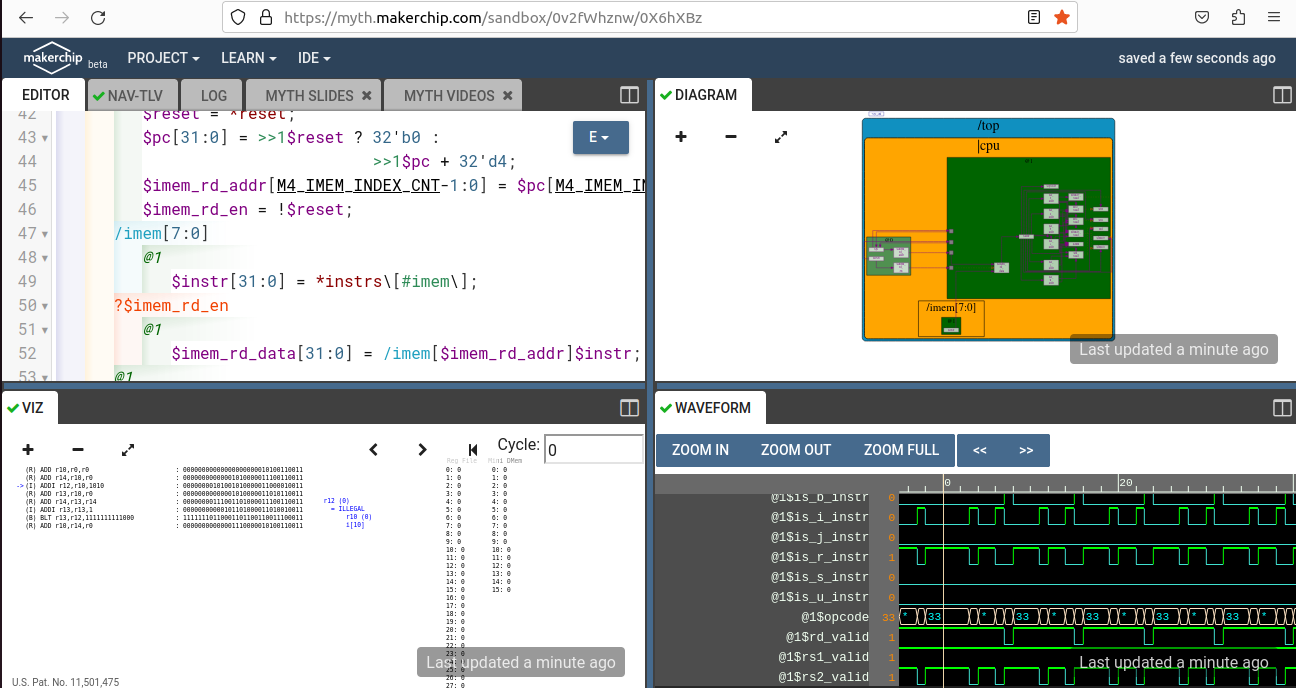 https://myth.makerchip.com/sandbox/0v2fWhznw/0X6hXBz
makerchip beta PROJECT LEARN IDE saved a few seconds ago
EDITOR NAV-TLV LOG MYTH SLIDES MYTH VIDEOS
42 $reset = *reset;
43 $pc[31:0] = >>1$reset ? 32'b0 :
44 >>1$pc + 32'd4;
45 $imem_rd_addr[M4_IMEM_INDEX_CNT-1:0] = $pc[M4_IMEM_IN
46 $imem_rd_en = !$reset;
47 /imem[7:0]
48 @1
49 $instr[31:0] = *instrs\[#imem\];
50 ?$imem_rd_en
51 @1
52 $imem_rd_data[31:0] = /imem[$imem_rd_addr]$instr;
53 @1
E
DIAGRAM
/top
|cpu
/imem[7:0]
Last updated a minute ago
VIZ
Cycle: 0
(R) ADD r10,r0,r0
(R) ADD r14,r10,r0
->(I) ADDI r12,r10,1010
(R) ADD r13,r10,r0
(R) ADD r14,r13,r14
(I) ADDI r13,r13,1
(B) BLT r13,r12,1111111111000
(R) ADD r10,r14,r0
r12 (0)
= ILLEGAL
r10 (0)
i[10]
Reg File
0: 0
1: 0
2: 0
3: 0
4: 0
5: 0
6: 0
7: 0
8: 0
9: 0
10: 0
11: 0
12: 0
13: 0
14: 0
15: 0
16: 0
17: 0
18: 0
19: 0
20: 0
21: 0
22: 0
23: 0
24: 0
25: 0
26: 0
27: 0
Mini DMem
0: 0
1: 0
2: 0
3: 0
4: 0
5: 0
6: 0
7: 0
8: 0
9: 0
10: 0
11: 0
12: 0
13: 0
14: 0
15: 0
Last updated a minute ago
U.S. Pat. No. 11,501,475
WAVEFORM
ZOOM IN ZOOM OUT ZOOM FULL << >>
0 20
@1$is_b_instr 0
@1$is_i_instr 0
@1$is_j_instr 0
@1$is_r_instr 1
@1$is_s_instr 0
@1$is_u_instr 0
@1$opcode 33 * 33 * 33 * 33 * 33 * 33 *
@1$rd_valid 1
@1$rs1_valid 1
@1$rs2_valid 1
Last updated a minute ago